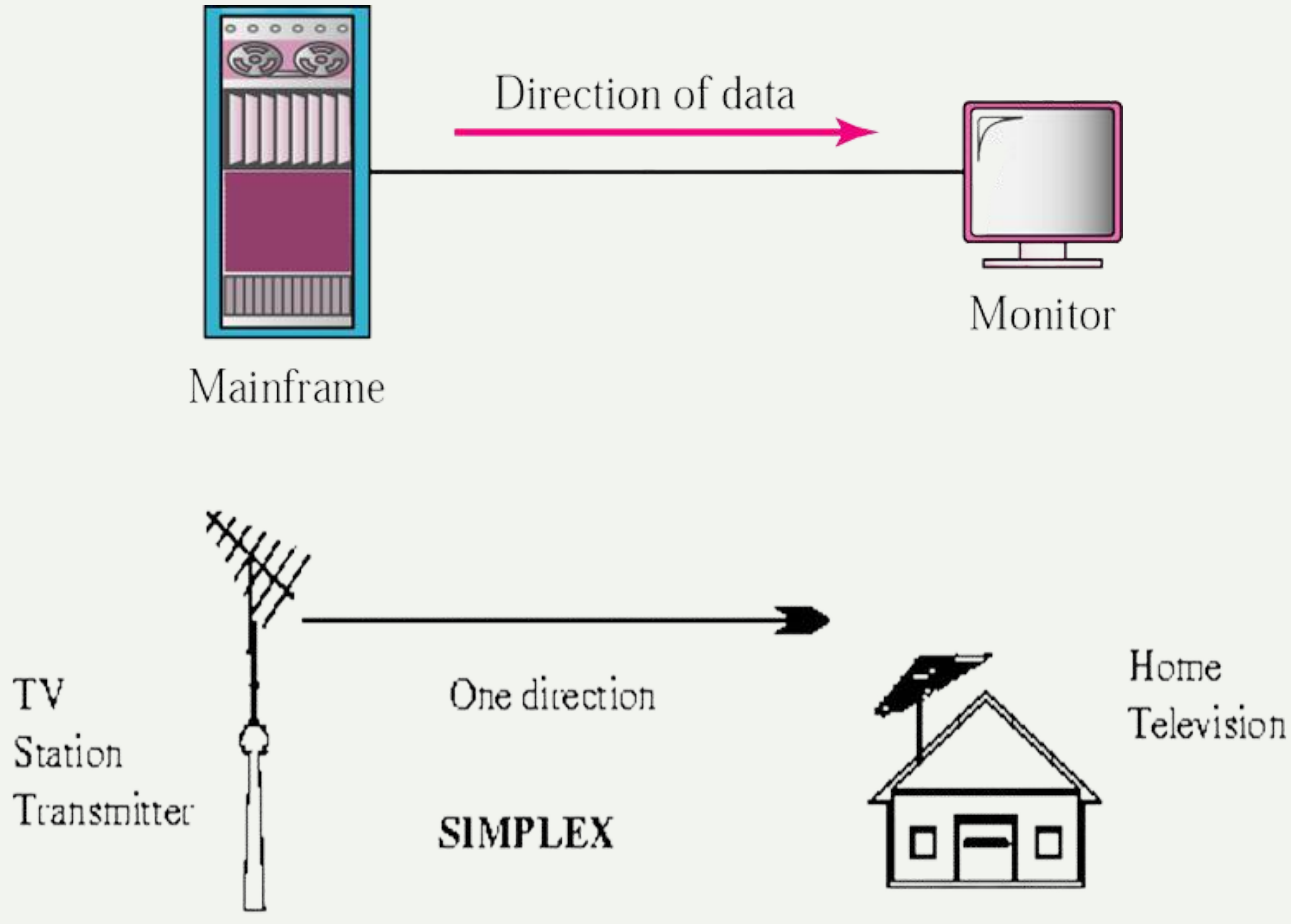 Direction of data
Monitor
Mainframe
TV
Station
Transmitter
One direction
SIMPLEX
Home
Television